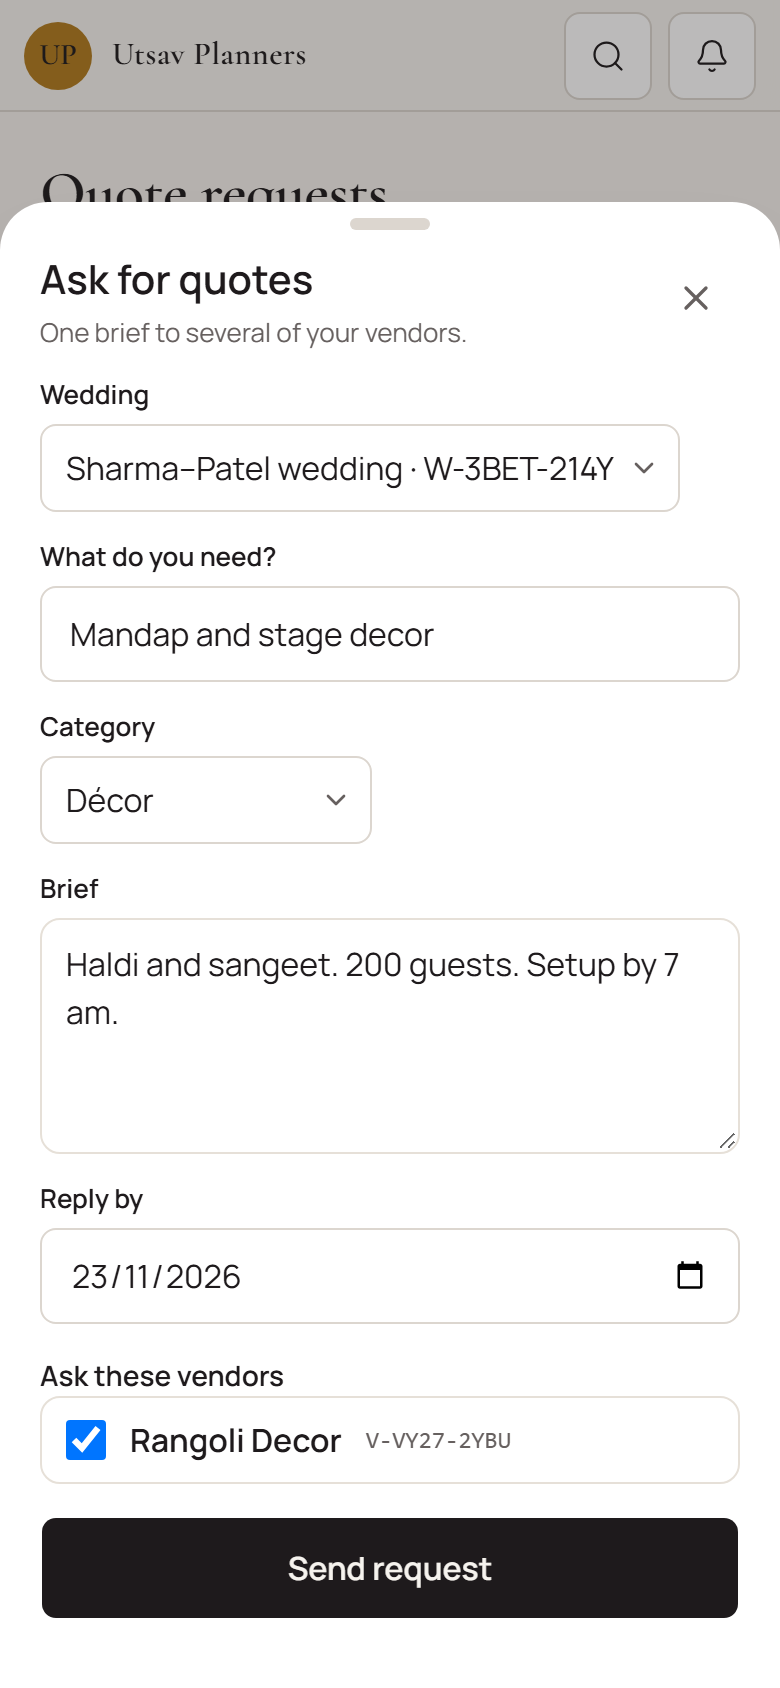 UP Utsav Planners
Quote requests
Ask for quotes
One brief to several of your vendors.
Wedding
Sharma–Patel wedding · W-3BET-214Y
What do you need?
Mandap and stage decor
Category
Décor
Brief
Haldi and sangeet. 200 guests. Setup by 7
am.
Reply by
23/11/2026
Ask these vendors
Rangoli Decor V-VY27-2YBU
Send request